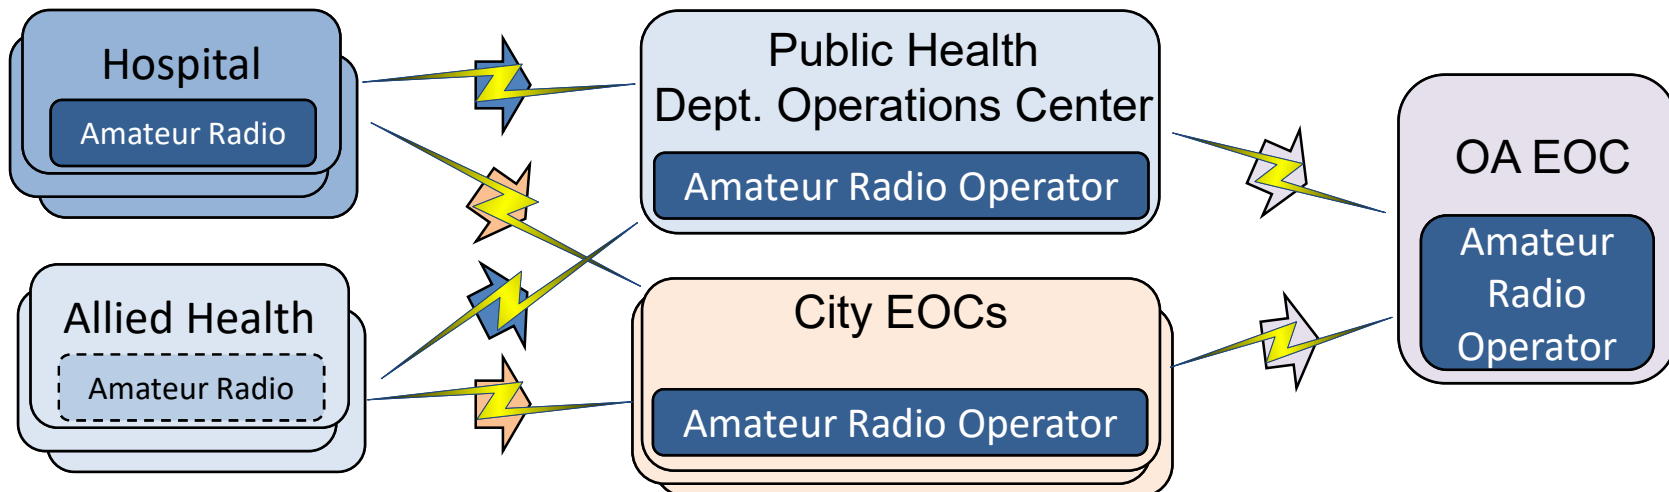 Hospital
Amateur Radio
Allied Health
Amateur Radio
Public Health
Dept. Operations Center
Amateur Radio Operator
City EOCs
Amateur Radio Operator
OA EOC
Amateur
Radio
Operator